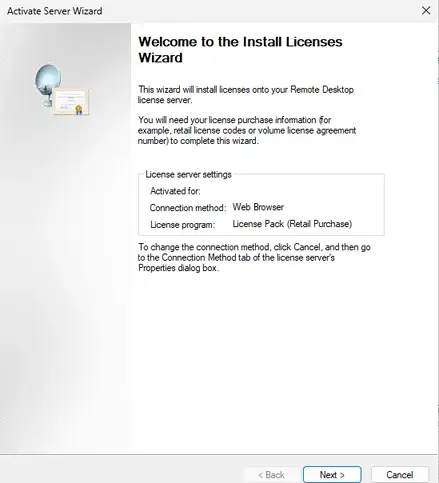 Activate Server Wizard
Welcome to the Install Licenses
Wizard
This wizard will install licenses onto your Remote Desktop
license server.
You will need your license purchase information (for
example, retail license codes or volume license agreement
number) to complete this wizard.
License server settings
Activated for:
Connection method: Web Browser
License program: License Pack (Retail Purchase)
To change the connection method, click Cancel, and then go
to the Connection Method tab of the license server's
Properties dialog box.
< Back Next > Cancel